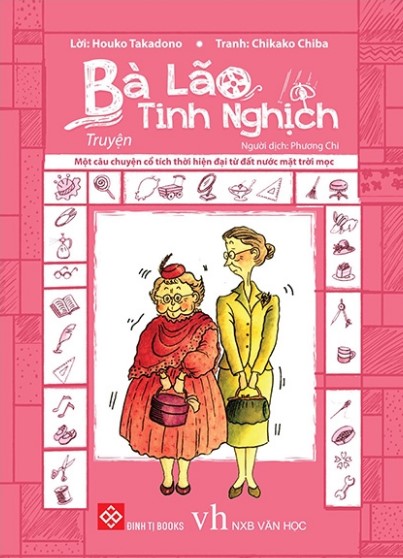 Lời: Houko Takadono • Tranh: Chikako Chiba
Bà Lão
Tinh Nghịch
Truyện
Người dịch: Phương Chi
Một câu chuyện cổ tích thời hiện đại từ đất nước mặt trời mọc
ĐINH TỊ BOOKS
vh NXB VĂN HỌC